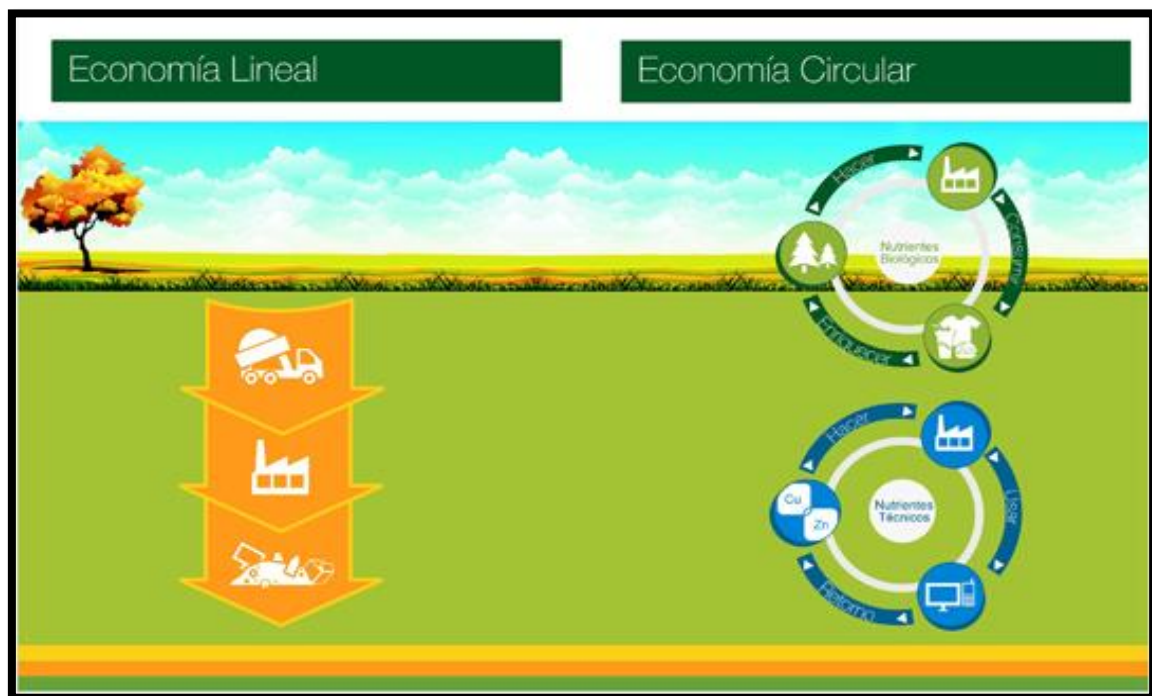 Economía Lineal
Economía Circular
Hacer
Consumir
Enriquecer
Nutrientes
Biológicos
Hacer
Usar
Retorno
Cu
Zn
Nutrientes
Técnicos